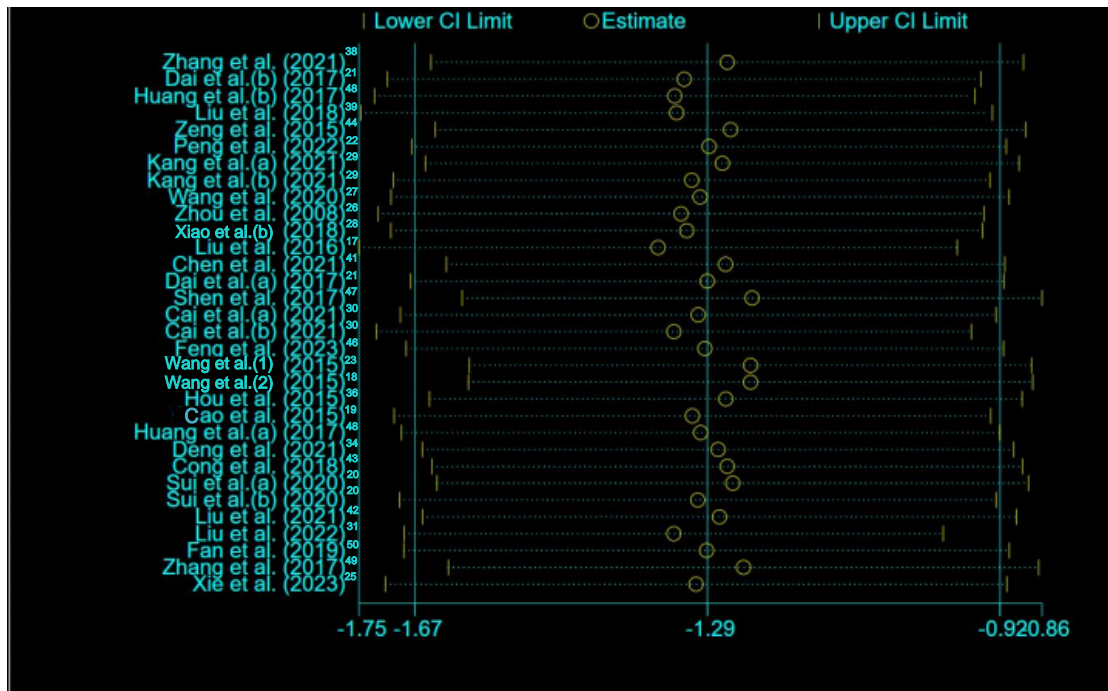 Lower CI Limit Estimate Upper CI Limit
Zhang et al. (2021)38
Dai et al.(b) (2017)21
Huang et al.(b) (2017)48
Liu et al. (2018)39
Zeng et al. (2015)44
Peng et al. (2022)22
Kang et al.(a) (2021)29
Kang et al.(b) (2021)29
Wang et al. (2020)27
Zhou et al. (2008)26
Xiao et al.(b) (2018)28
Liu et al. (2016)17
Chen et al. (2021)41
Dai et al.(a) (2017)21
Shen et al. (2017)47
Cai et al.(a) (2021)30
Cai et al.(b) (2021)30
Feng et al. (2023)46
Wang et al.(1) (2015)23
Wang et al.(2) (2015)18
Hou et al. (2015)36
Cao et al. (2015)19
Huang et al.(a) (2017)48
Deng et al. (2021)34
Cong et al. (2018)43
Sui et al.(a) (2020)20
Sui et al.(b) (2020)20
Liu et al. (2021)42
Liu et al. (2022)31
Fan et al. (2019)50
Zhang et al. (2017)49
Xie et al. (2023)25
-1.75 -1.67 -1.29 -0.920.86